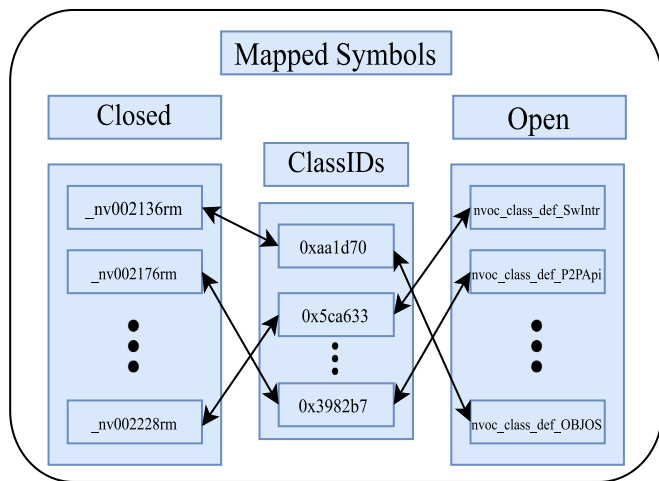 Mapped Symbols
Closed
ClassIDs
Open
_nv002136rm
_nv002176rm
_nv002228rm
0xaa1d70
0x5ca633
0x3982b7
nvoc_class_def_SwIntr
nvoc_class_def_P2PApi
nvoc_class_def_OBJOS